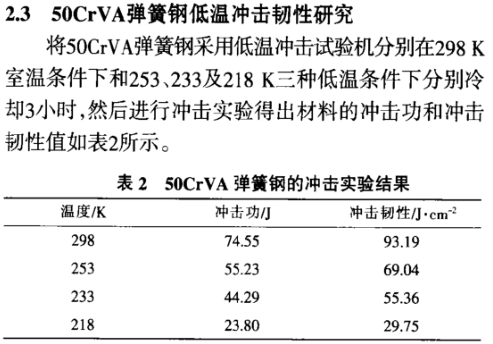 2.3 50CrVA弹簧钢低温冲击韧性研究
将50CrVA弹簧钢采用低温冲击试验机分别在298 K
室温条件下和253、233及218 K三种低温条件下分别冷
却3小时,然后进行冲击实验得出材料的冲击功和冲击
韧性值如表2所示。
表 2 50CrVA 弹簧钢的冲击实验结果
温度/K 冲击功/J 冲击韧性/J·cm⁻²
298 74.55 93.19
253 55.23 69.04
233 44.29 55.36
218 23.80 29.75